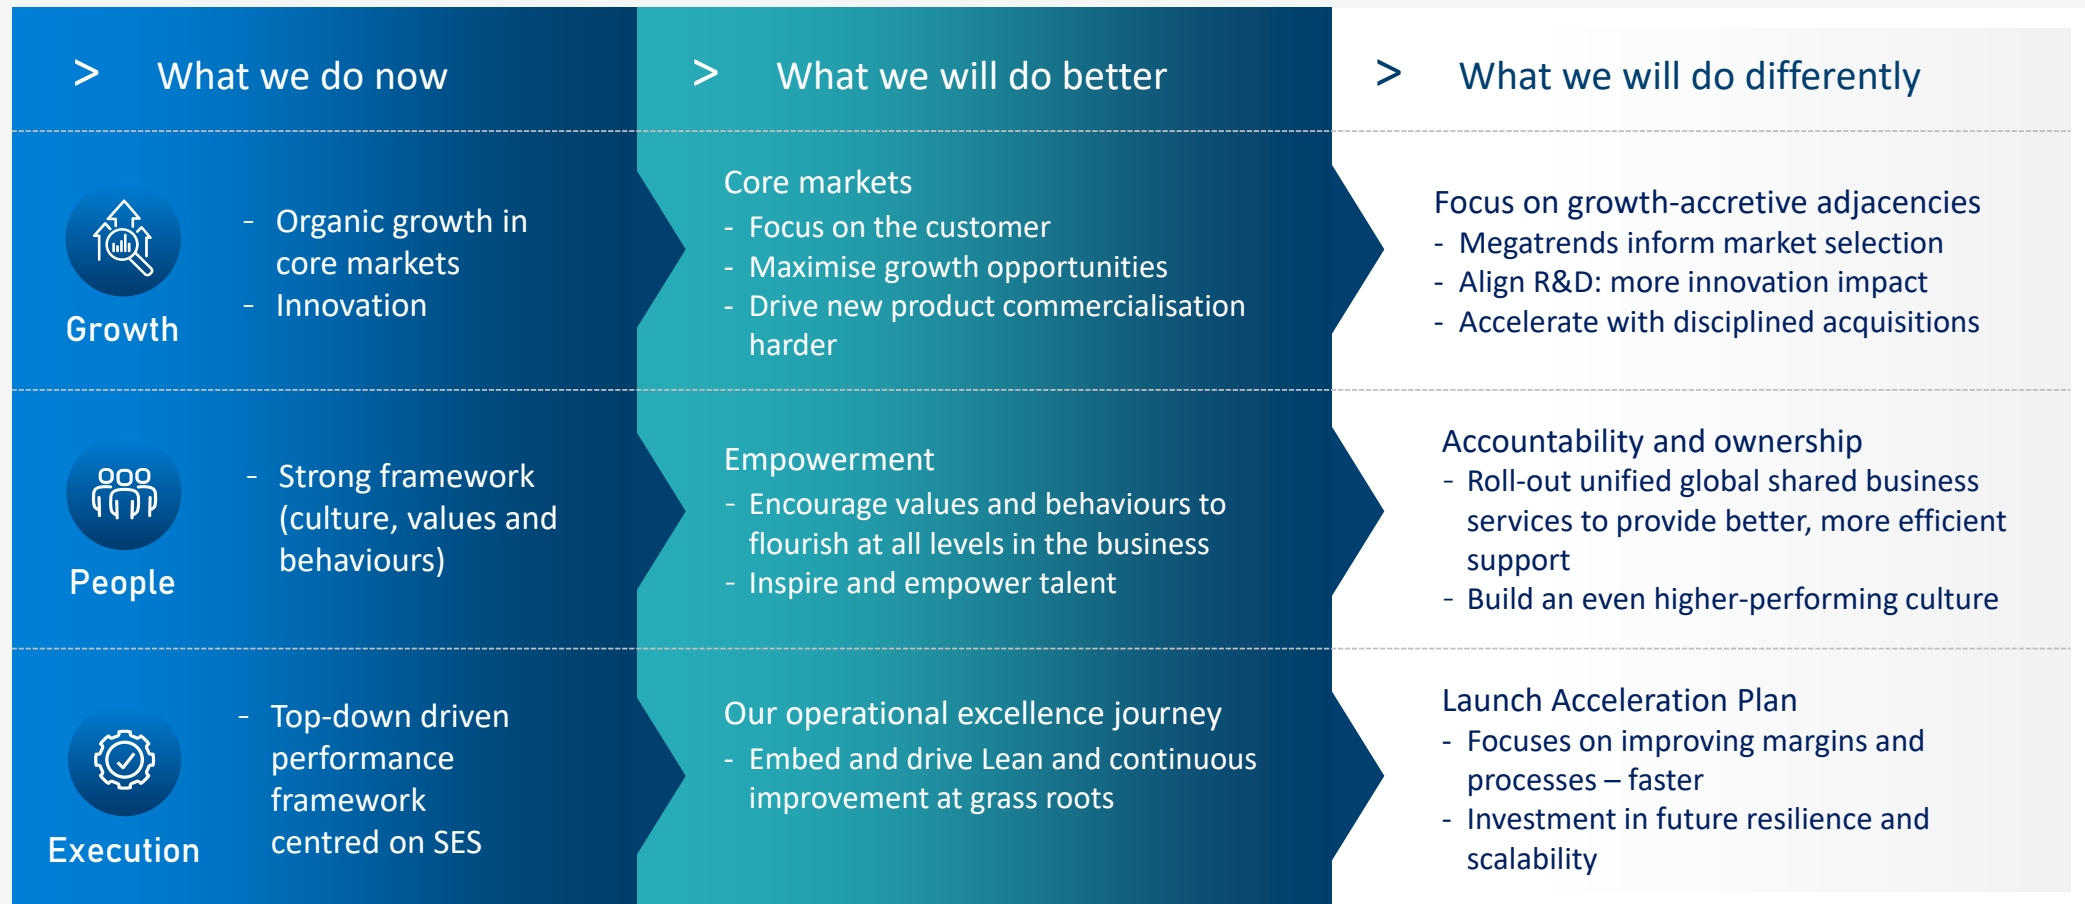 > What we do now
> What we will do better
> What we will do differently
Growth
- Organic growth in
core markets
- Innovation
Core markets
- Focus on the customer
- Maximise growth opportunities
- Drive new product commercialisation
harder
Focus on growth-accretive adjacencies
- Megatrends inform market selection
- Align R&D: more innovation impact
- Accelerate with disciplined acquisitions
People
- Strong framework
(culture, values and
behaviours)
Empowerment
- Encourage values and behaviours to
flourish at all levels in the business
- Inspire and empower talent
Accountability and ownership
- Roll-out unified global shared business
services to provide better, more efficient
support
- Build an even higher-performing culture
Execution
- Top-down driven
performance
framework
centred on SES
Our operational excellence journey
- Embed and drive Lean and continuous
improvement at grass roots
Launch Acceleration Plan
- Focuses on improving margins and
processes – faster
- Investment in future resilience and
scalability